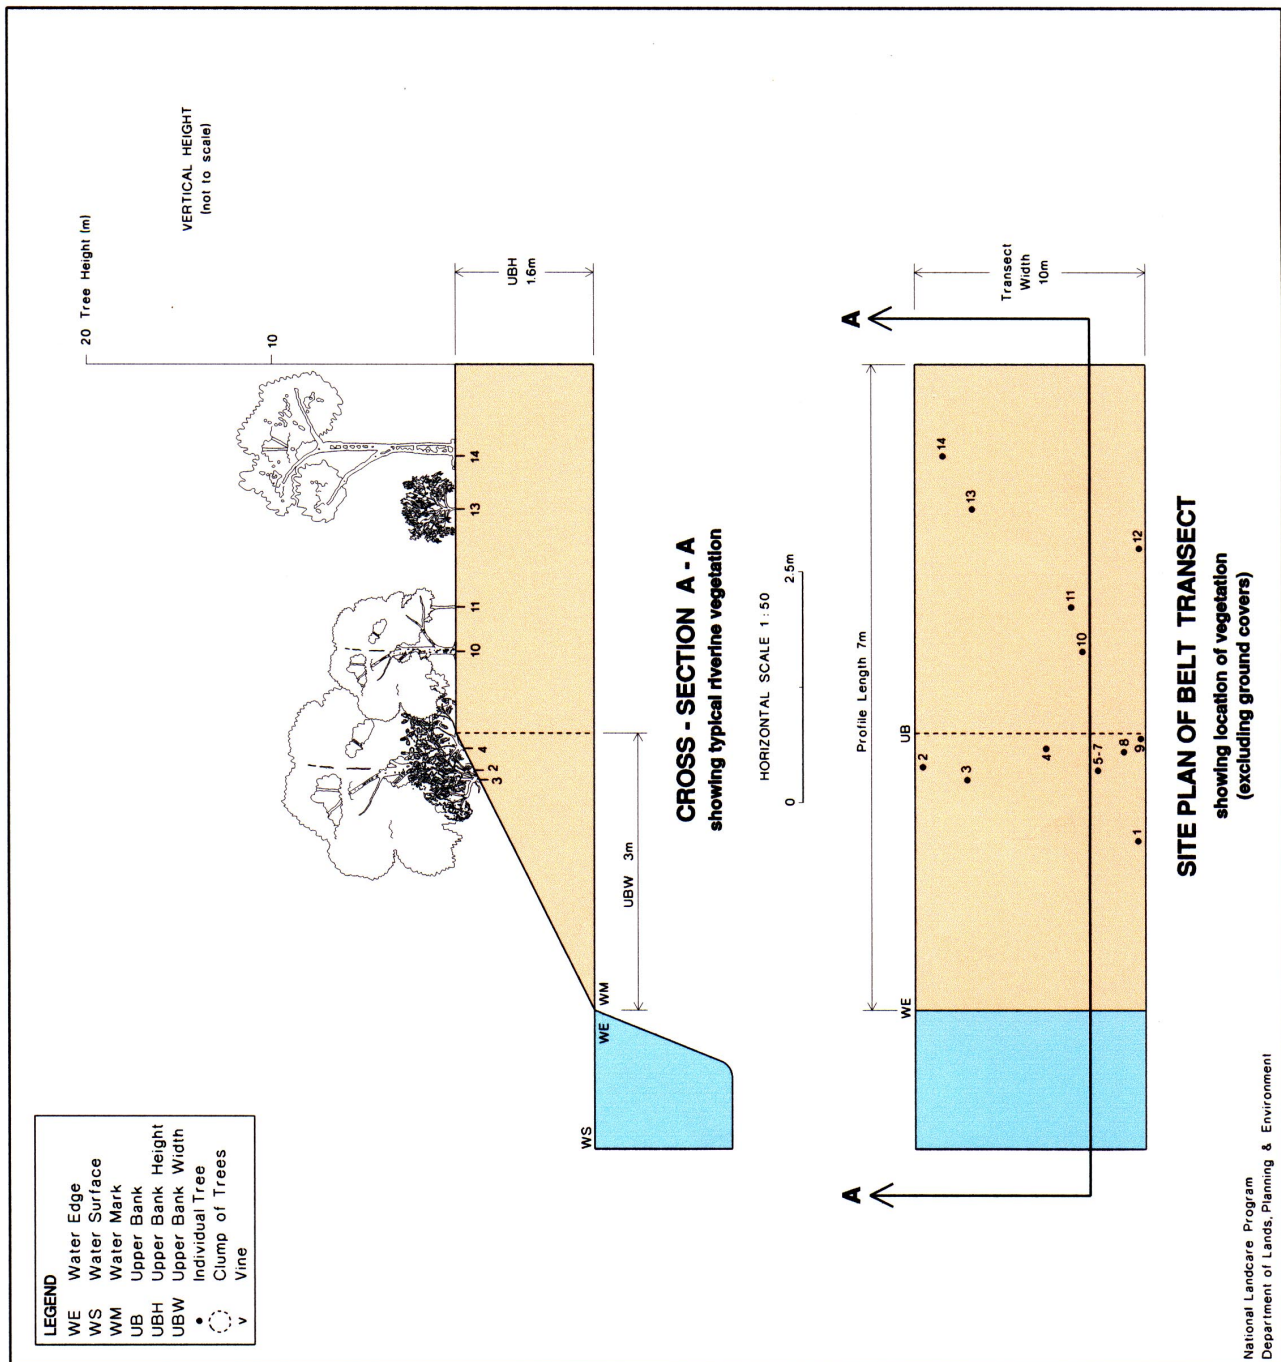 LEGEND
WE Water Edge
WS Water Surface
WM Water Mark
UB Upper Bank
UBH Upper Bank Height
UBW Upper Bank Width
• Individual Tree
Clump of Trees
v Vine
20 Tree Height (m)
10
VERTICAL HEIGHT
(not to scale)
3
2
4
10
11
13
14
UBH
1.6m
WS
WE
WM
UBW 3m
CROSS - SECTION A - A
showing typical riverine vegetation
HORIZONTAL SCALE 1 : 50
0
2.5m
A
A
Profile Length 7m
WE
UB
2
3
4
5-7
8
9
1
10
11
12
13
14
Transect
Width
10m
SITE PLAN OF BELT TRANSECT
showing location of vegetation
(excluding ground covers)
National Landcare Program
Department of Lands, Planning & Environment